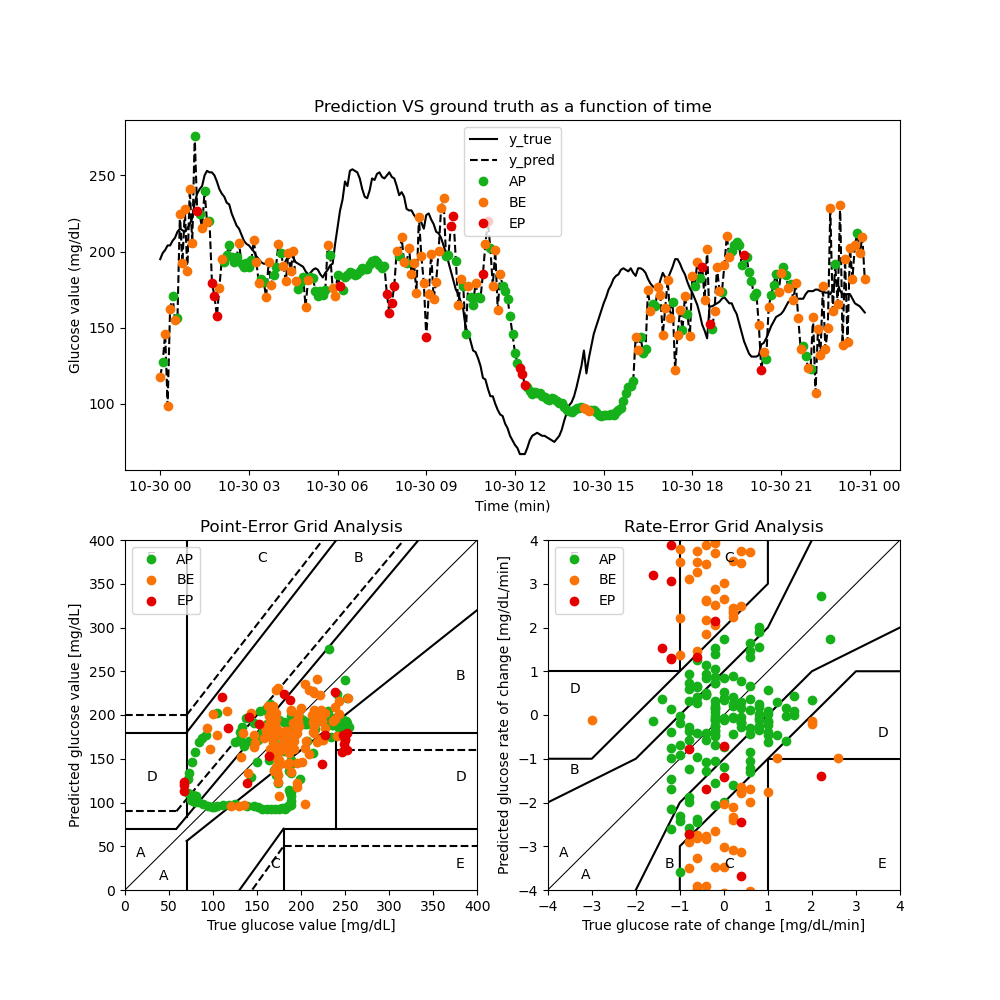 Prediction VS ground truth as a function of time
Glucose value (mg/dL)
250
200
150
100
y_true
y_pred
AP
BE
EP
10-30 00 10-30 03 10-30 06 10-30 09 10-30 12 10-30 15 10-30 18 10-30 21 10-31 00
Time (min)
Point-Error Grid Analysis
Predicted glucose value [mg/dL]
400
350
300
250
200
150
100
50
0
AP
BE
EP
C
B
B
D
D
A
A
C
E
0 50 100 150 200 250 300 350 400
True glucose value [mg/dL]
Rate-Error Grid Analysis
Predicted glucose rate of change [mg/dL/min]
4
3
2
1
0
−1
−2
−3
−4
AP
BE
EP
C
D
D
B
A
A
B
C
E
−4 −3 −2 −1 0 1 2 3 4
True glucose rate of change [mg/dL/min]